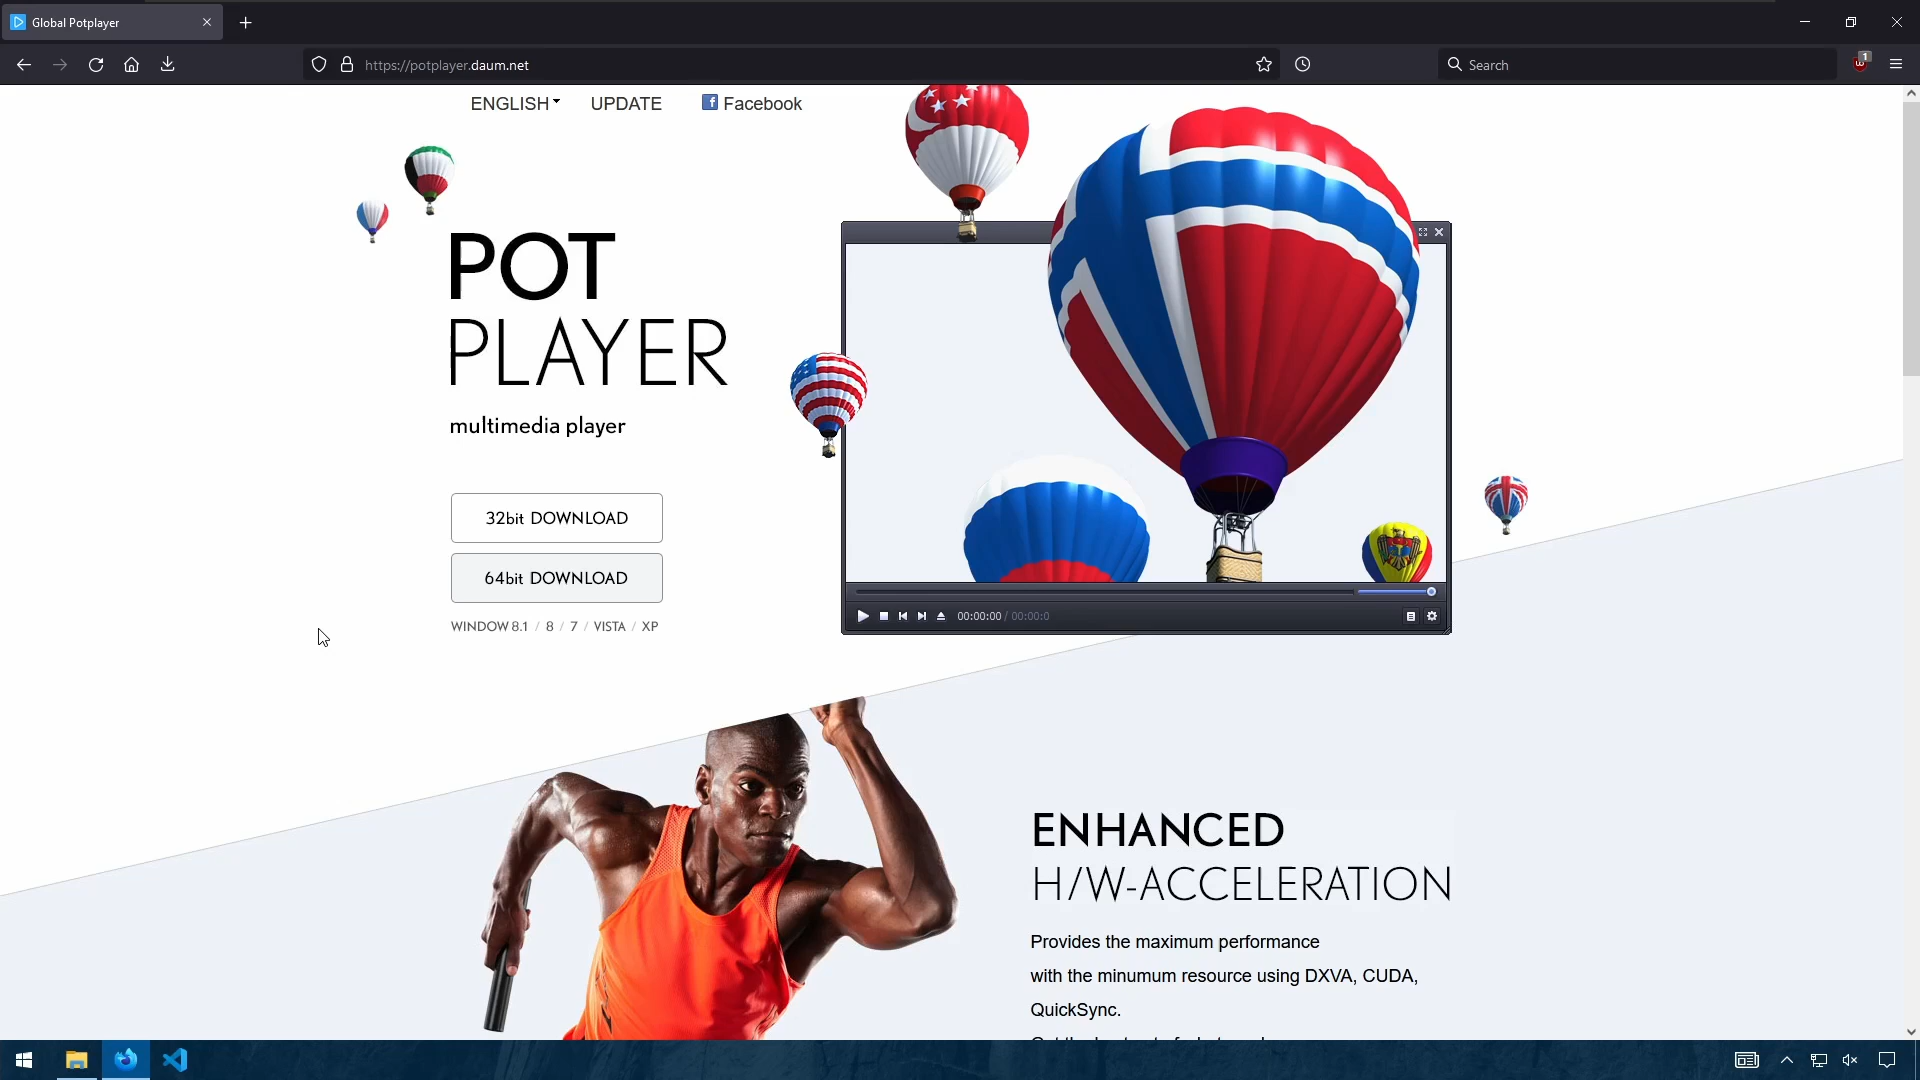 Global Potplayer
https://potplayer.daum.net
Search
1
ENGLISH
UPDATE
Facebook
POT
PLAYER
multimedia player
32bit DOWNLOAD
64bit DOWNLOAD
WINDOW 8.1 / 8 / 7 / VISTA / XP
00:00:00 / 00:00:0
ENHANCED
H/W-ACCELERATION
Provides the maximum performance
with the minumum resource using DXVA, CUDA,
QuickSync.